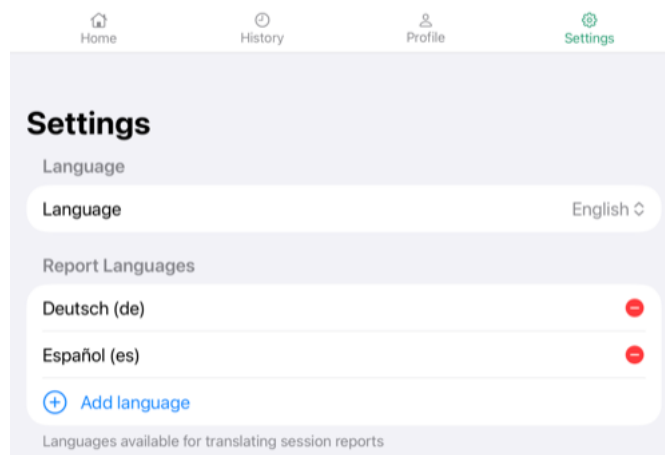 Home History Profile Settings
Settings
Language
Language English
Report Languages
Deutsch (de)
Español (es)
Add language
Languages available for translating session reports